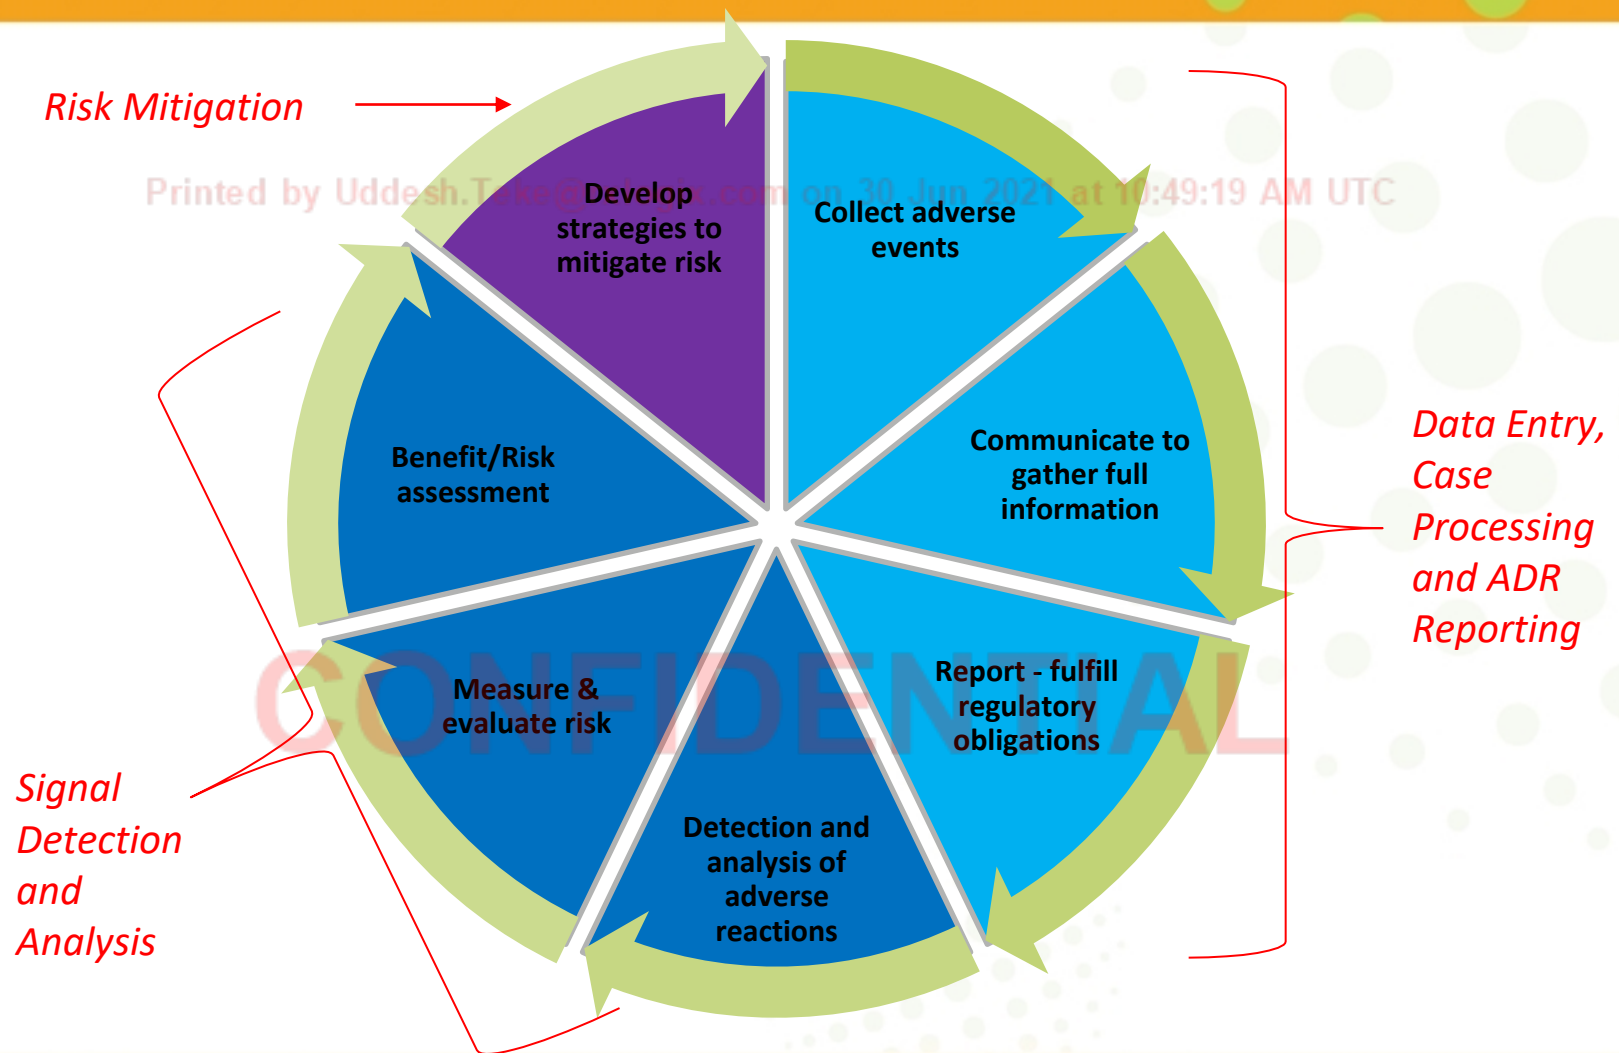 Risk Mitigation
Printed by Uddesh. on 30 Jun 2021 at 10:49:19 AM UTC
Develop
strategies to
mitigate risk
Collect adverse
events
Communicate to
gather full
information
Report - fulfill
regulatory
obligations
Detection and
analysis of
adverse
reactions
Measure &
evaluate risk
Benefit/Risk
assessment
Data Entry,
Case
Processing
and ADR
Reporting
Signal
Detection
and
Analysis
CONFIDENTIAL